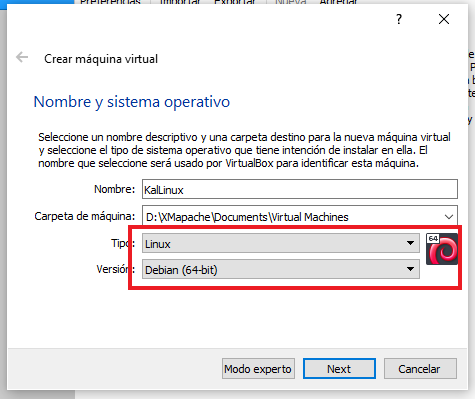 Preferencias Importar Exportar Nueva Agregar
?
Crear máquina virtual
Nombre y sistema operativo
Seleccione un nombre descriptivo y una carpeta destino para la nueva máquina virtual
y seleccione el tipo de sistema operativo que tiene intención de instalar en ella. El
nombre que seleccione será usado por VirtualBox para identificar esta máquina.
Nombre: KalLinux
Carpeta de máquina: D:\XMapache\Documents\Virtual Machines
Tipo: Linux
64
Versión: Debian (64-bit)
Modo experto Next Cancelar